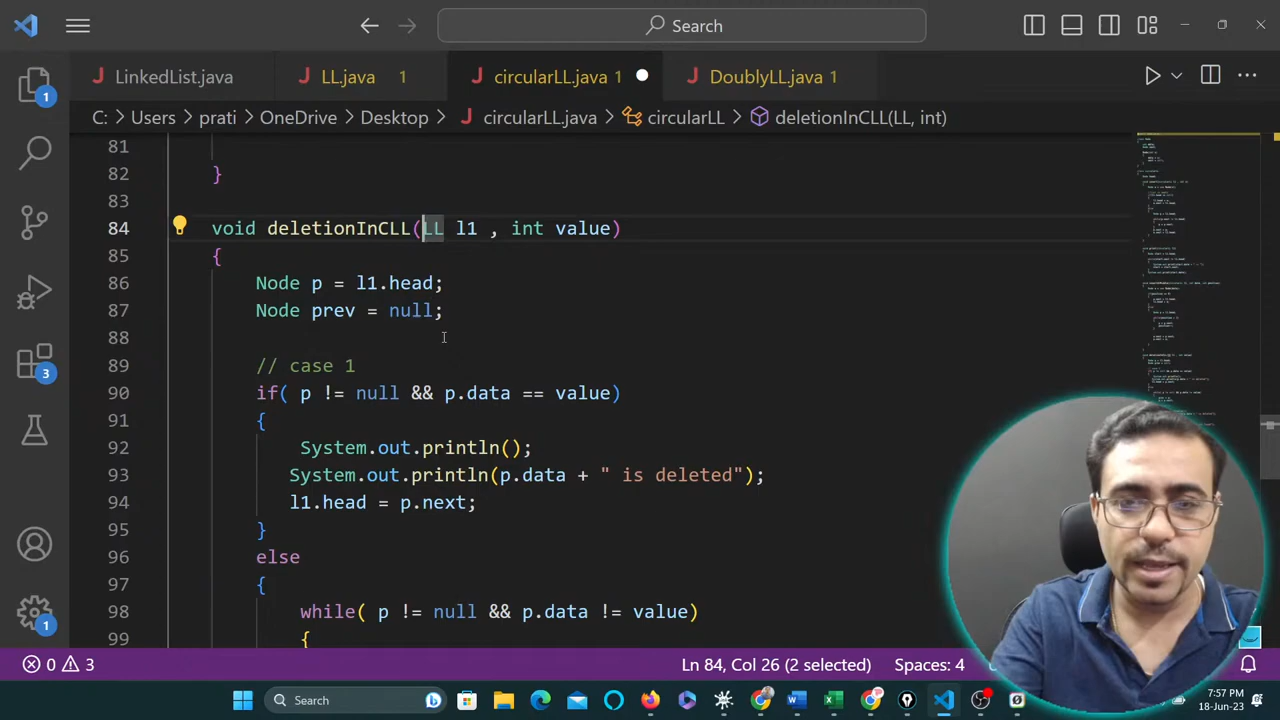 Search
LinkedList.java
LL.java 1
circularLL.java 1
DoublyLL.java 1
C: > Users > prati > OneDrive > Desktop > circularLL.java > circularLL > deletionInCLL(LL, int)
81
82 }
83
84 void deletionInCLL(LL l1 , int value)
85 {
86 Node p = l1.head;
87 Node prev = null;
88
89 // case 1
90 if( p != null && p.data == value)
91 {
92 System.out.println();
93 System.out.println(p.data + " is deleted");
94 l1.head = p.next;
95 }
96 else
97 {
98 while( p != null && p.data != value)
99 {
1
3
1
0 3
Ln 84, Col 26 (2 selected)
Spaces: 4
Search
7:57 PM
18-Jun-23